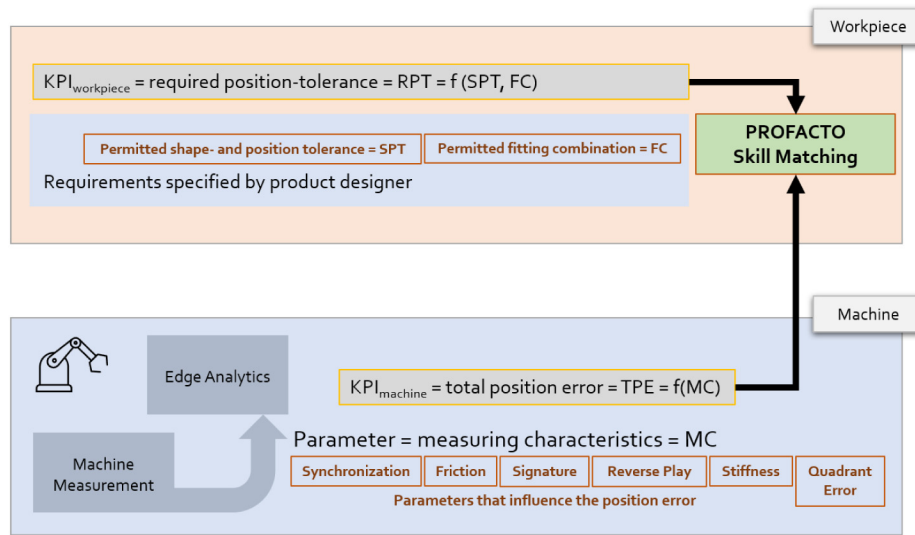 Workpiece
KPIworkpiece = required position-tolerance = RPT = f (SPT, FC)
PROFACTO
Skill Matching
Permitted shape- and position tolerance = SPT
Permitted fitting combination = FC
Requirements specified by product designer
Machine
Edge Analytics
KPImachine = total position error = TPE = f(MC)
Machine
Measurement
Parameter = measuring characteristics = MC
Synchronization
Friction
Signature
Reverse Play
Stiffness
Quadrant
Error
Parameters that influence the position error